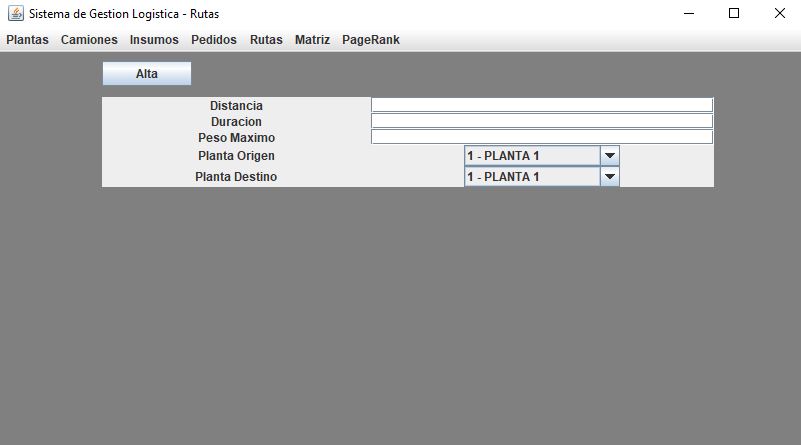 Sistema de Gestion Logistica - Rutas
Plantas Camiones Insumos Pedidos Rutas Matriz PageRank
Alta
Distancia
Duracion
Peso Maximo
Planta Origen 1 - PLANTA 1
Planta Destino 1 - PLANTA 1